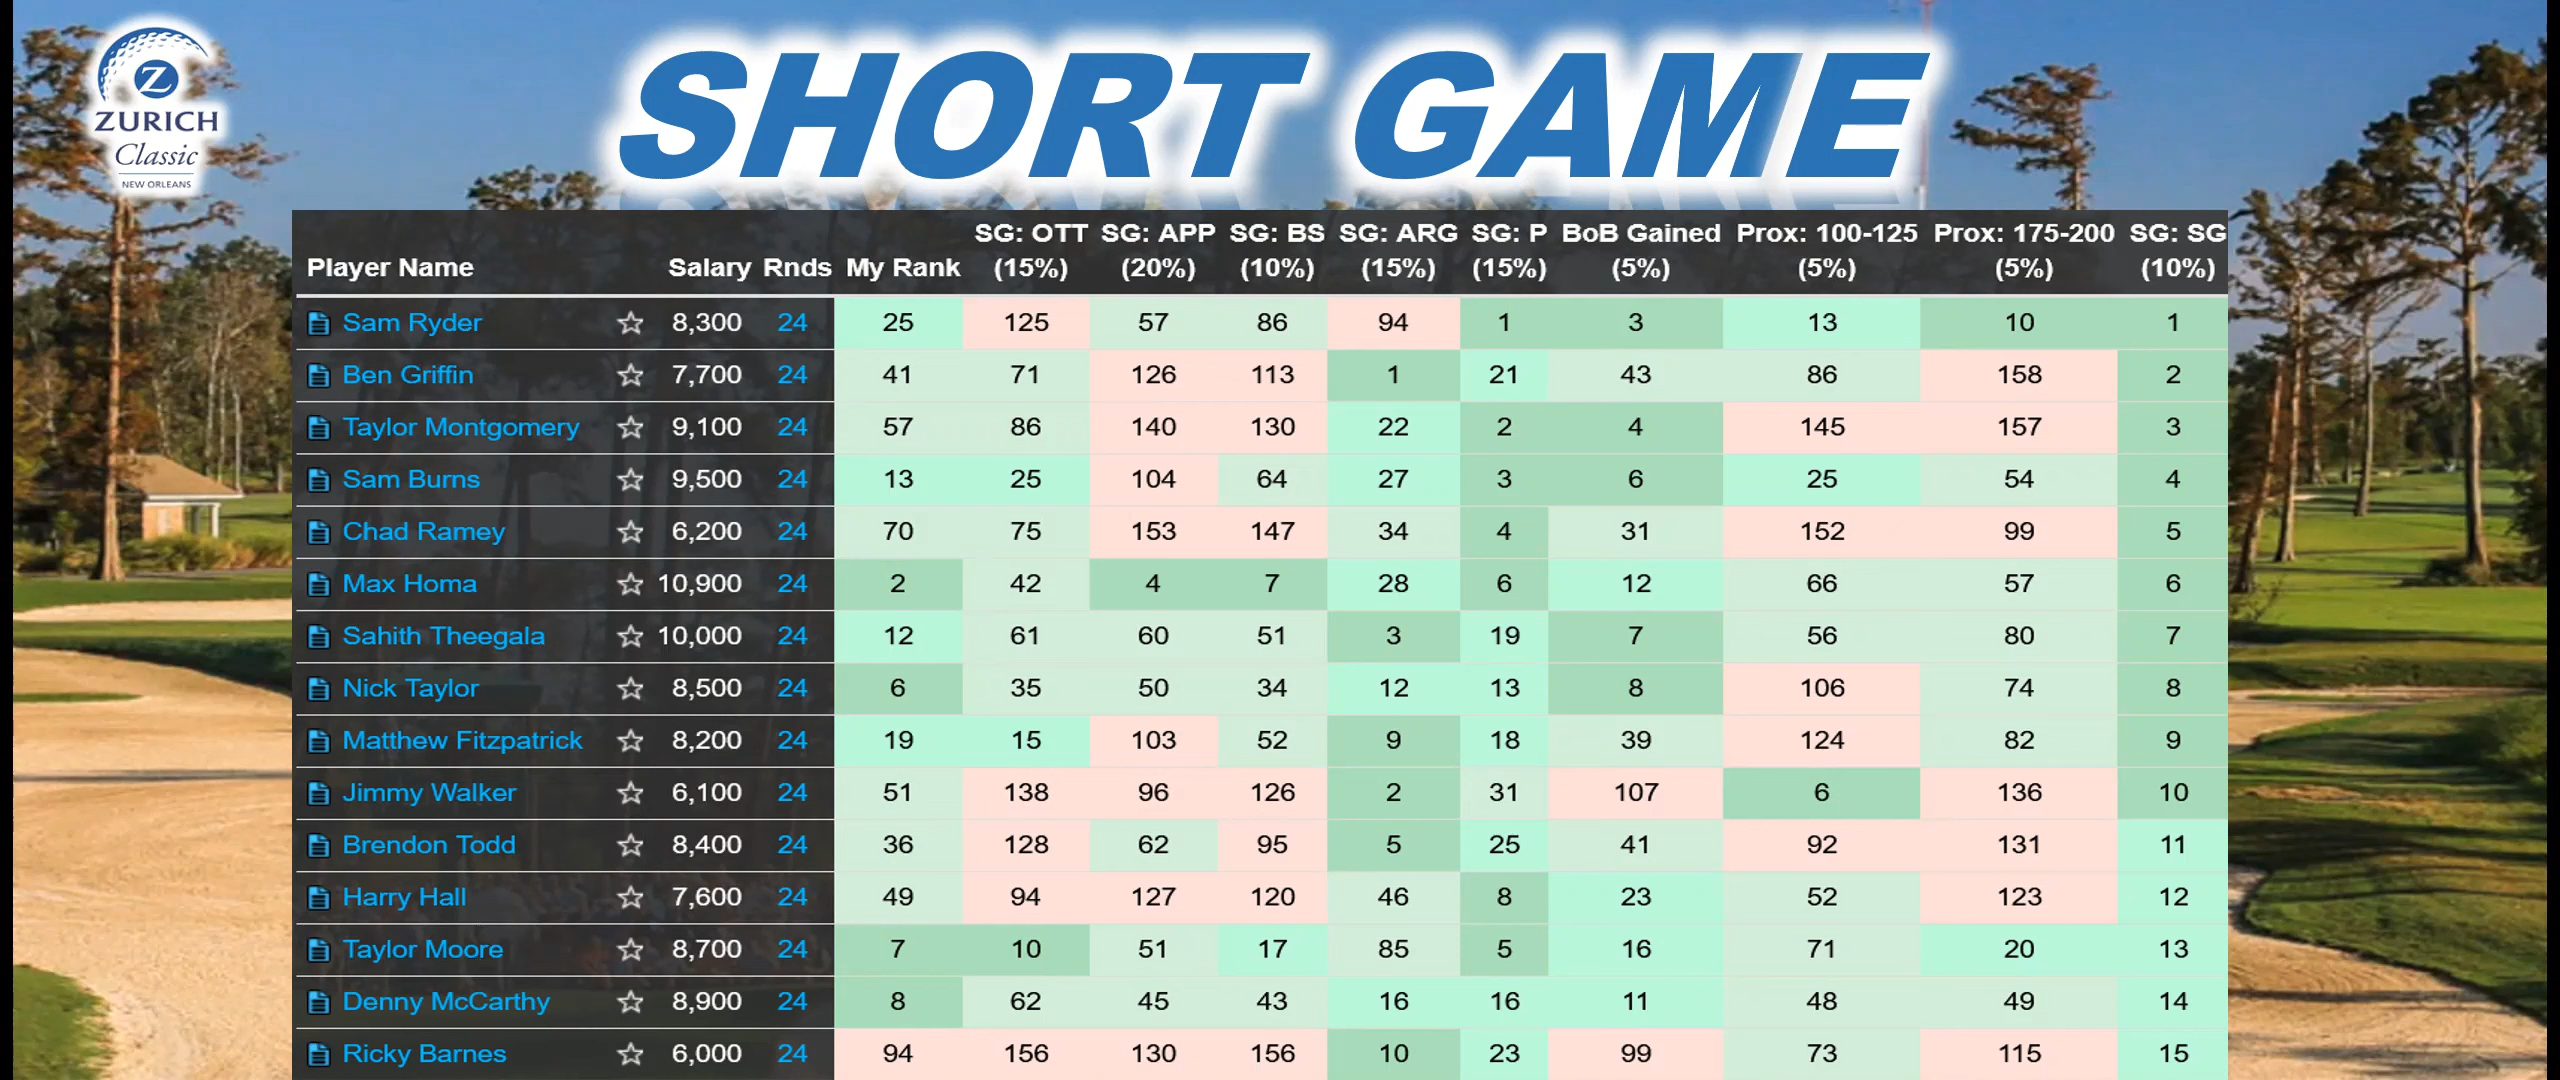 ZURICH
Classic
NEW ORLEANS
SHORT GAME
Player Name Salary Rnds My Rank SG: OTT (15%) SG: APP (20%) SG: BS (10%) SG: ARG (15%) SG: P (15%) BoB Gained (5%) Prox: 100-125 (5%) Prox: 175-200 (5%) SG: SG (10%)
Sam Ryder 8,300 24 25 125 57 86 94 1 3 13 10 1
Ben Griffin 7,700 24 41 71 126 113 1 21 43 86 158 2
Taylor Montgomery 9,100 24 57 86 140 130 22 2 4 145 157 3
Sam Burns 9,500 24 13 25 104 64 27 3 6 25 54 4
Chad Ramey 6,200 24 70 75 153 147 34 4 31 152 99 5
Max Homa 10,900 24 2 42 4 7 28 6 12 66 57 6
Sahith Theegala 10,000 24 12 61 60 51 3 19 7 56 80 7
Nick Taylor 8,500 24 6 35 50 34 12 13 8 106 74 8
Matthew Fitzpatrick 8,200 24 19 15 103 52 9 18 39 124 82 9
Jimmy Walker 6,100 24 51 138 96 126 2 31 107 6 136 10
Brendon Todd 8,400 24 36 128 62 95 5 25 41 92 131 11
Harry Hall 7,600 24 49 94 127 120 46 8 23 52 123 12
Taylor Moore 8,700 24 7 10 51 17 85 5 16 71 20 13
Denny McCarthy 8,900 24 8 62 45 43 16 16 11 48 49 14
Ricky Barnes 6,000 24 94 156 130 156 10 23 99 73 115 15